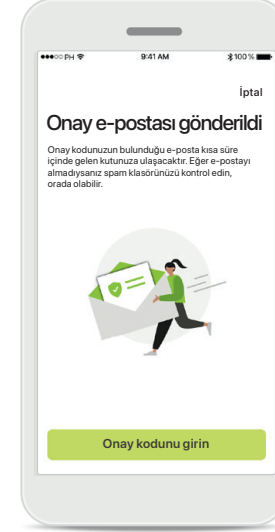 PH 9:41 AM 100 %
İptal
Onay e-postası gönderildi
Onay kodunuzun bulunduğu e-posta kısa süre
içinde gelen kutunuza ulaşacaktır. Eğer e-postayı
almadıysanız spam klasörünüzü kontrol edin,
orada olabilir.
Onay kodunu girin